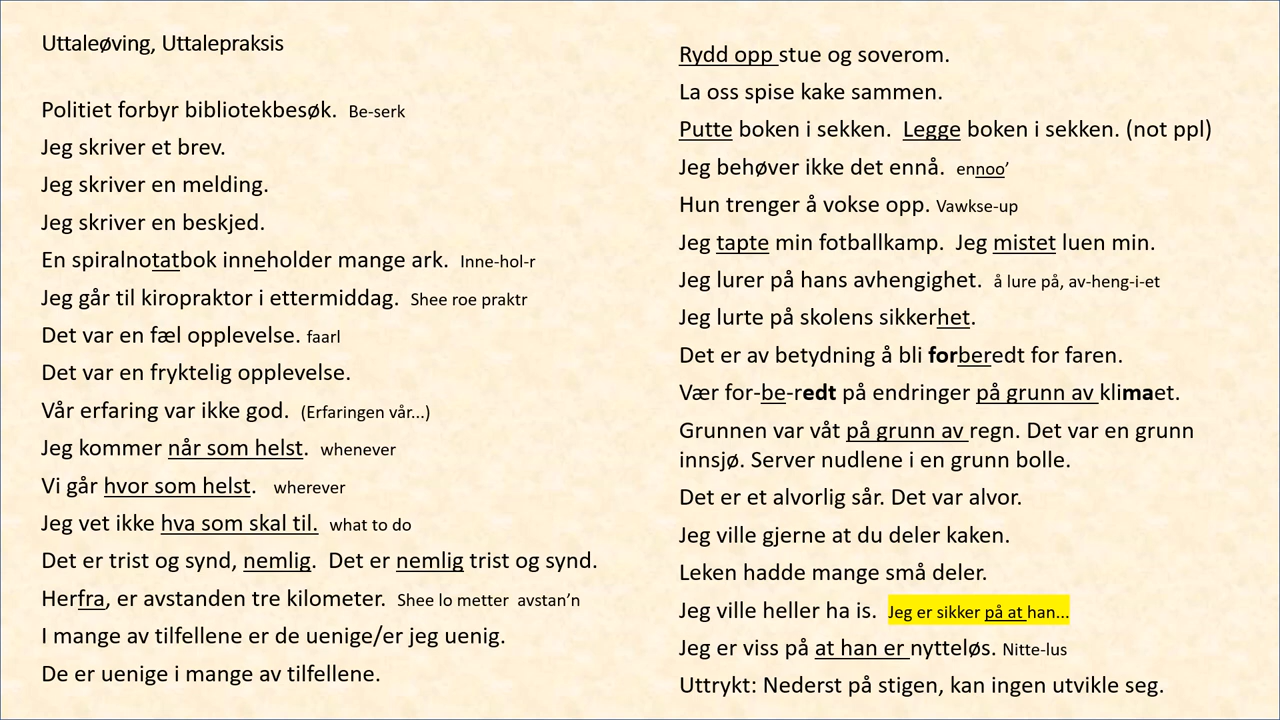 Uttaleøving, Uttalepraksis
Politiet forbyr bibliotekbesøk. Be-serk
Jeg skriver et brev.
Jeg skriver en melding.
Jeg skriver en beskjed.
En spiralnotatbok inneholder mange ark. Inne-hol-r
Jeg går til kiropraktor i ettermiddag. Shee roe praktr
Det var en fæl opplevelse. faarl
Det var en fryktelig opplevelse.
Vår erfaring var ikke god. (Erfaringen vår...)
Jeg kommer når som helst. whenever
Vi går hvor som helst. wherever
Jeg vet ikke hva som skal til. what to do
Det er trist og synd, nemlig. Det er nemlig trist og synd.
Herfra, er avstanden tre kilometer. Shee lo metter avstan’n
I mange av tilfellene er de uenige/er jeg uenig.
De er uenige i mange av tilfellene.
Rydd opp stue og soverom.
La oss spise kake sammen.
Putte boken i sekken. Legge boken i sekken. (not ppl)
Jeg behøver ikke det ennå. ennoo’
Hun trenger å vokse opp. Vawkse-up
Jeg tapte min fotballkamp. Jeg mistet luen min.
Jeg lurer på hans avhengighet. å lure på, av-heng-i-et
Jeg lurte på skolens sikkerhet.
Det er av betydning å bli forberedt for faren.
Vær for-be-redt på endringer på grunn av klimaet.
Grunnen var våt på grunn av regn. Det var en grunn
innsjø. Server nudlene i en grunn bolle.
Det er et alvorlig sår. Det var alvor.
Jeg ville gjerne at du deler kaken.
Leken hadde mange små deler.
Jeg ville heller ha is. Jeg er sikker på at han...
Jeg er viss på at han er nytteløs. Nitte-lus
Uttrykt: Nederst på stigen, kan ingen utvikle seg.